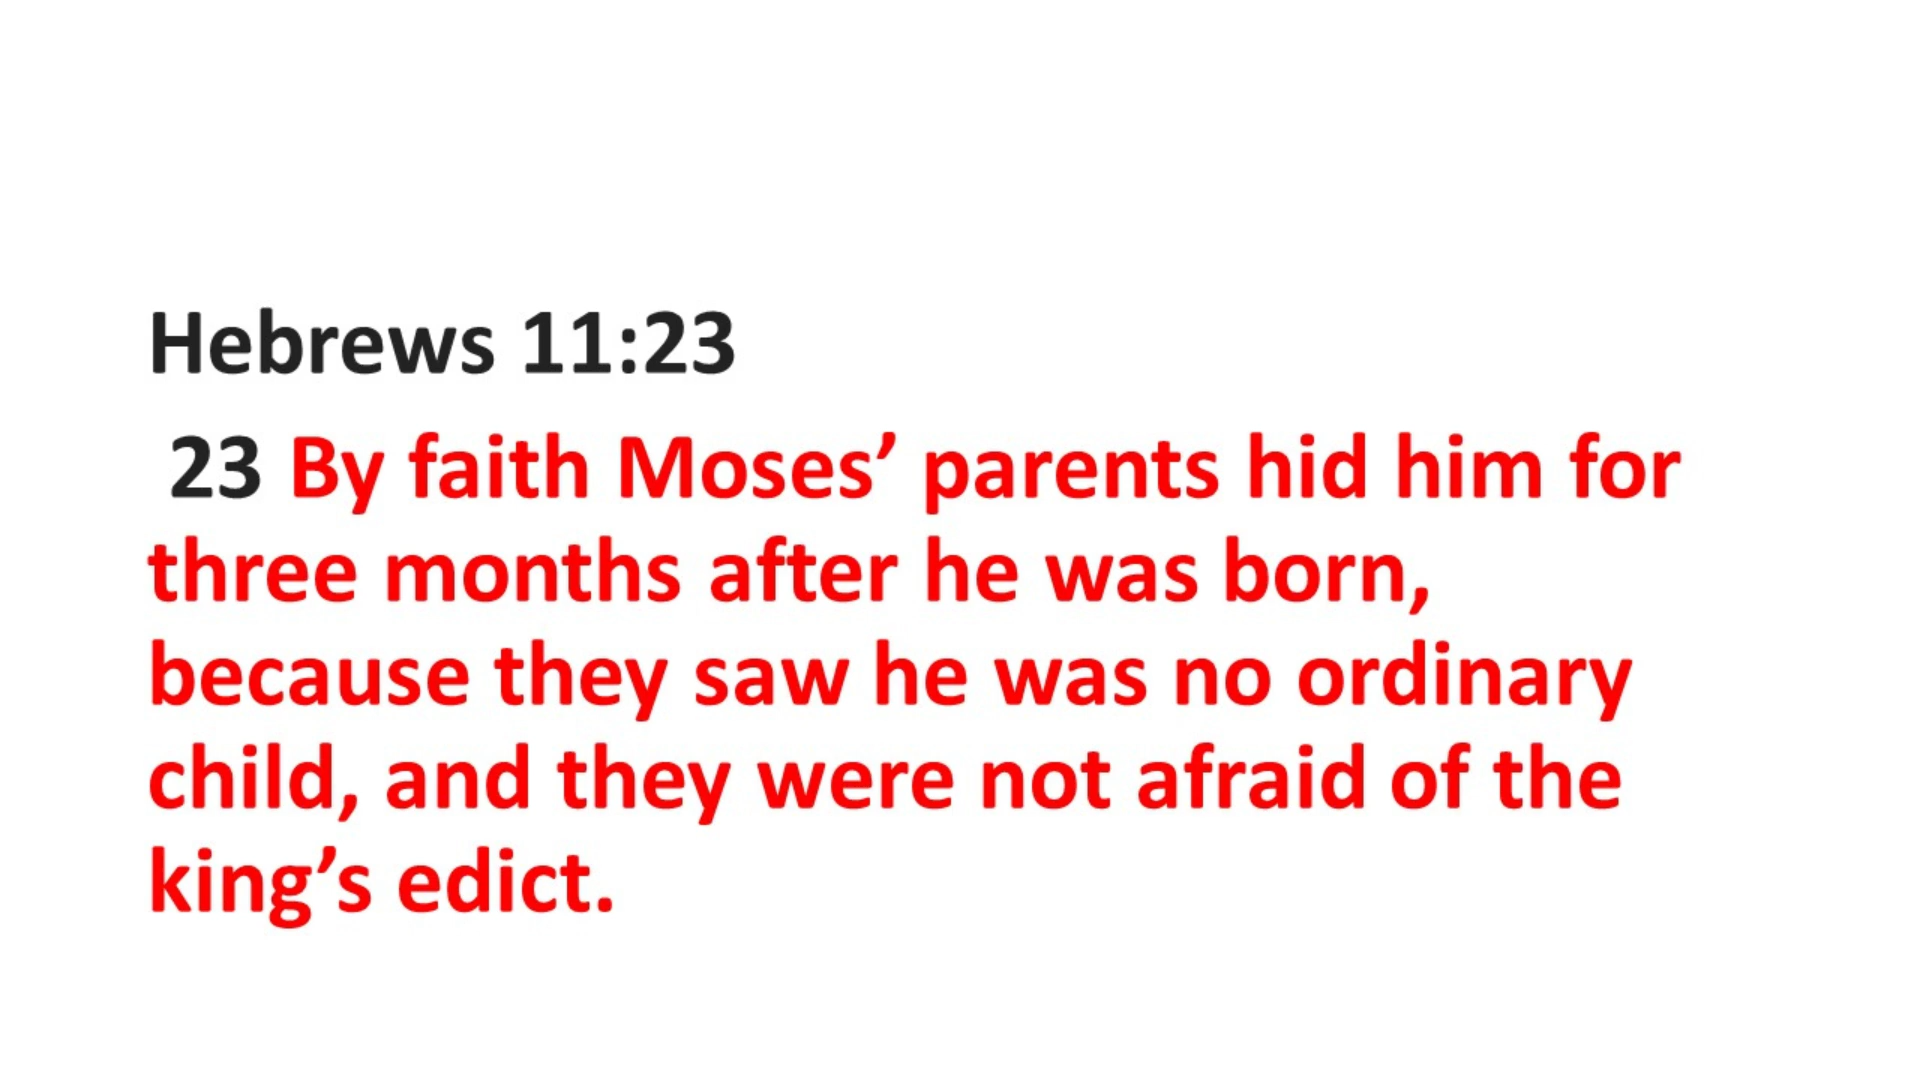 Hebrews 11:23
23 By faith Moses’ parents hid him for
three months after he was born,
because they saw he was no ordinary
child, and they were not afraid of the
king’s edict.